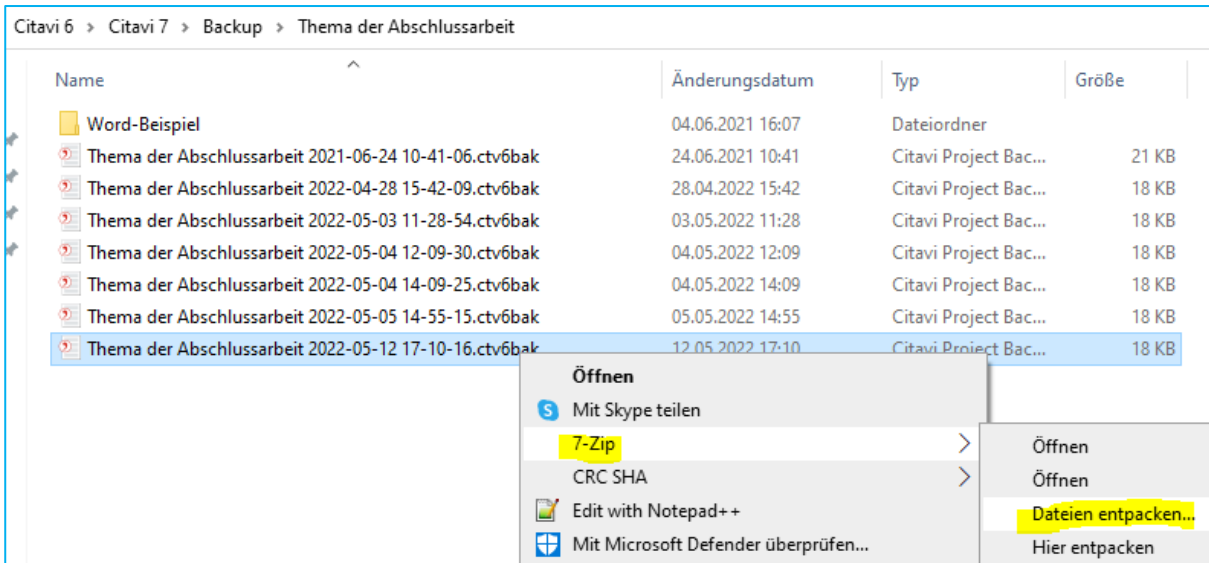 Citavi 6 > Citavi 7 > Backup > Thema der Abschlussarbeit
Name Änderungsdatum Typ Größe
Word-Beispiel 04.06.2021 16:07 Dateiordner
Thema der Abschlussarbeit 2021-06-24 10-41-06.ctv6bak 24.06.2021 10:41 Citavi Project Bac... 21 KB
Thema der Abschlussarbeit 2022-04-28 15-42-09.ctv6bak 28.04.2022 15:42 Citavi Project Bac... 18 KB
Thema der Abschlussarbeit 2022-05-03 11-28-54.ctv6bak 03.05.2022 11:28 Citavi Project Bac... 18 KB
Thema der Abschlussarbeit 2022-05-04 12-09-30.ctv6bak 04.05.2022 12:09 Citavi Project Bac... 18 KB
Thema der Abschlussarbeit 2022-05-04 14-09-25.ctv6bak 04.05.2022 14:09 Citavi Project Bac... 18 KB
Thema der Abschlussarbeit 2022-05-05 14-55-15.ctv6bak 05.05.2022 14:55 Citavi Project Bac... 18 KB
Thema der Abschlussarbeit 2022-05-12 17-10-16.ctv6bak 12.05.2022 17:10 Citavi Project Bac... 18 KB
Öffnen
Mit Skype teilen
7-Zip
CRC SHA
Edit with Notepad++
Mit Microsoft Defender überprüfen...
Öffnen
Öffnen
Dateien entpacken...
Hier entpacken